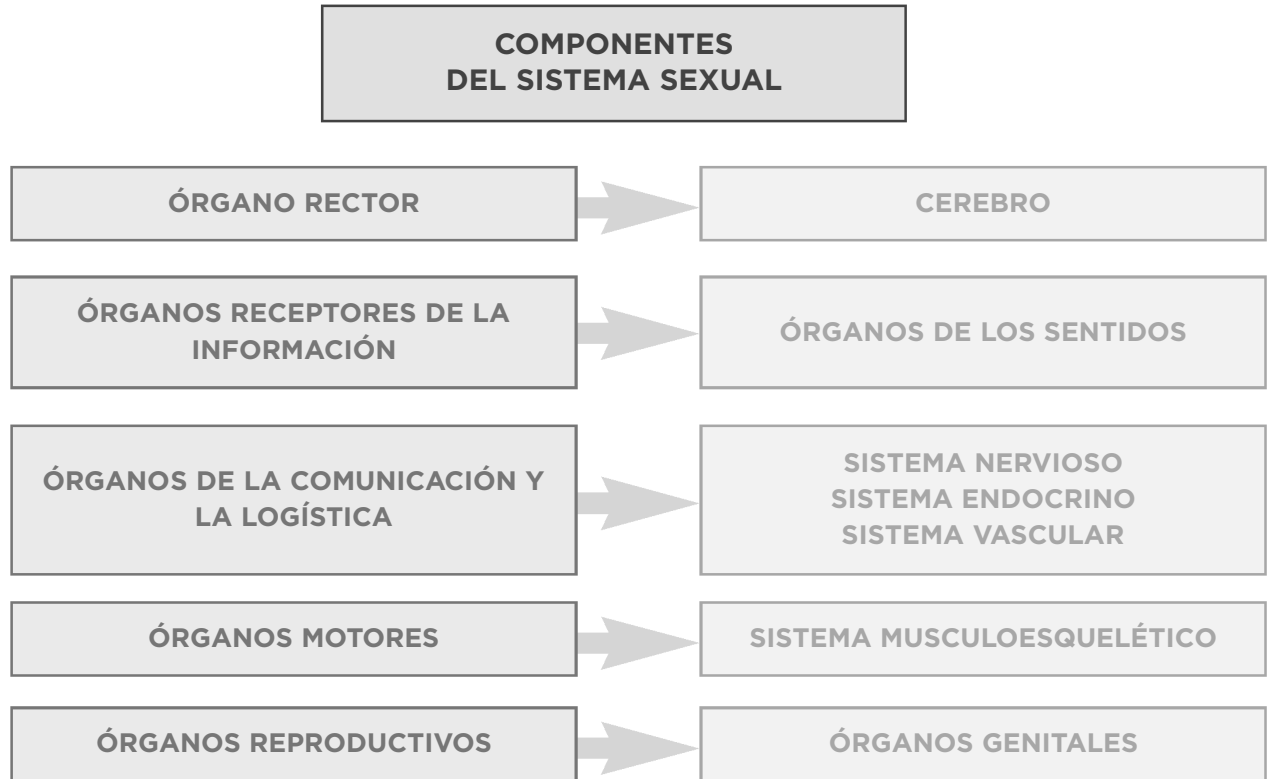 COMPONENTES
DEL SISTEMA SEXUAL
ÓRGANO RECTOR
CEREBRO
ÓRGANOS RECEPTORES DE LA
INFORMACIÓN
ÓRGANOS DE LOS SENTIDOS
ÓRGANOS DE LA COMUNICACIÓN Y
LA LOGÍSTICA
SISTEMA NERVIOSO
SISTEMA ENDOCRINO
SISTEMA VASCULAR
ÓRGANOS MOTORES
SISTEMA MUSCULOESQUELÉTICO
ÓRGANOS REPRODUCTIVOS
ÓRGANOS GENITALES